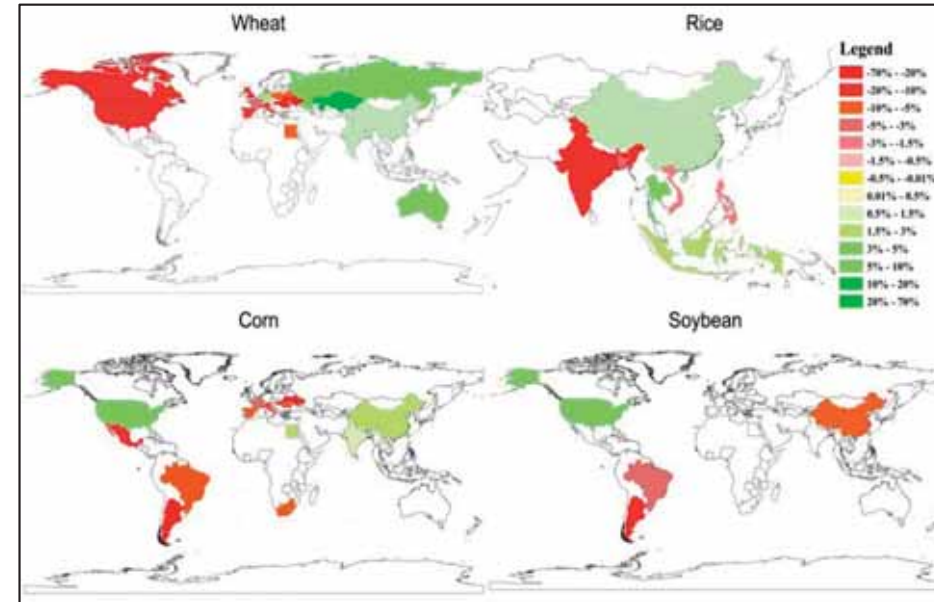 Wheat
Rice
Legend
-70% - -20%
-20% - -10%
-10% - -5%
-5% - -3%
-3% - -1.5%
-1.5% - -0.5%
-0.5% - -0.01%
0.01% - 0.5%
0.5% - 1.5%
1.5% - 3%
3% - 5%
5% - 10%
10% - 20%
20% - 70%
Corn
Soybean